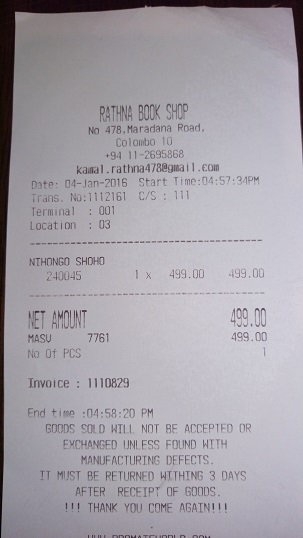 RATHNA BOOK SHOP
No 478,Maradana Road,
Colombo 10
+94 11-2695868
kamal.rathna478@gmail.com
Date: 04-Jan-2016 Start Time:04:57:34PM
Trans. No:1112161 C/S : 111
Terminal : 001
Location : 03
NIHONGO SHOHO
240045 1 x 499.00 499.00
NET AMOUNT 499.00
MASU 7761 499.00
No Of PCS 1
Invoice : 1110829
End time :04:58:20 PM
GOODS SOLD WILL NOT BE ACCEPTED OR
EXCHANGED UNLESS FOUND WITH
MANUFACTURING DEFECTS.
IT MUST BE RETURNED WITHING 3 DAYS
AFTER RECEIPT OF GOODS.
!!! THANK YOU COME AGAIN!!!